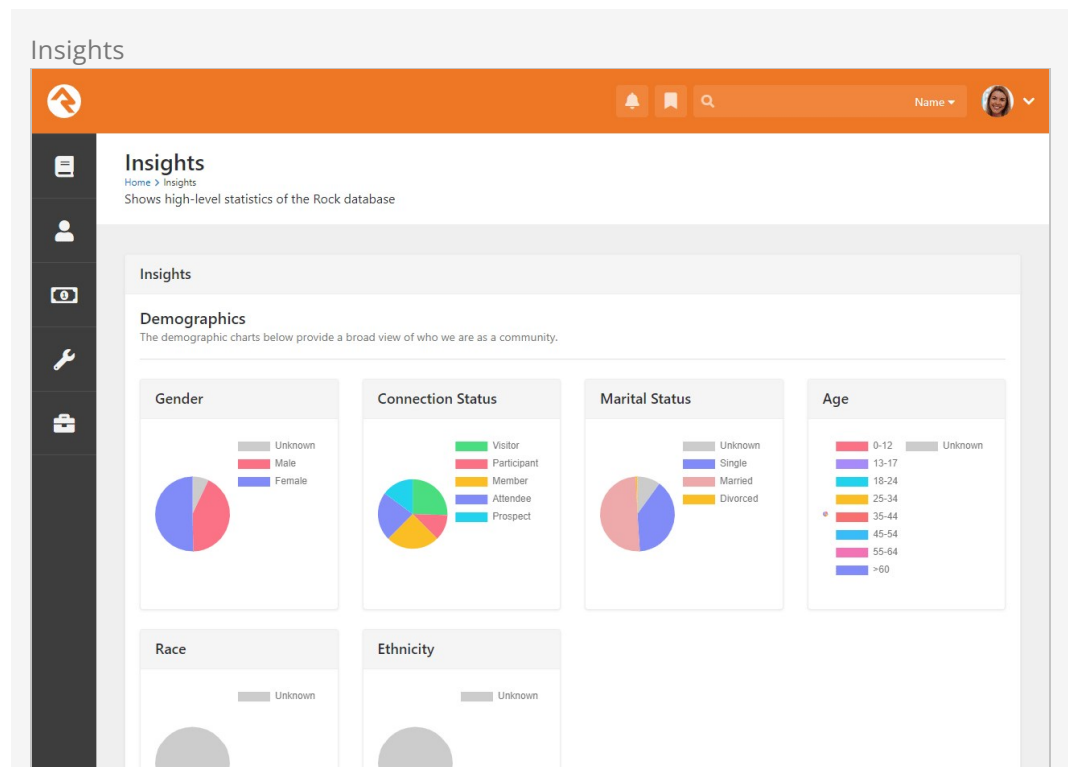 Insights
Name
Insights
Home > Insights
Shows high-level statistics of the Rock database
Insights
Demographics
The demographic charts below provide a broad view of who we are as a community.
Gender
Unknown
Male
Female
Connection Status
Visitor
Participant
Member
Attendee
Prospect
Marital Status
Unknown
Single
Married
Divorced
Age
0-12 Unknown
13-17
18-24
25-34
35-44
45-54
55-64
>60
Race
Unknown
Ethnicity
Unknown